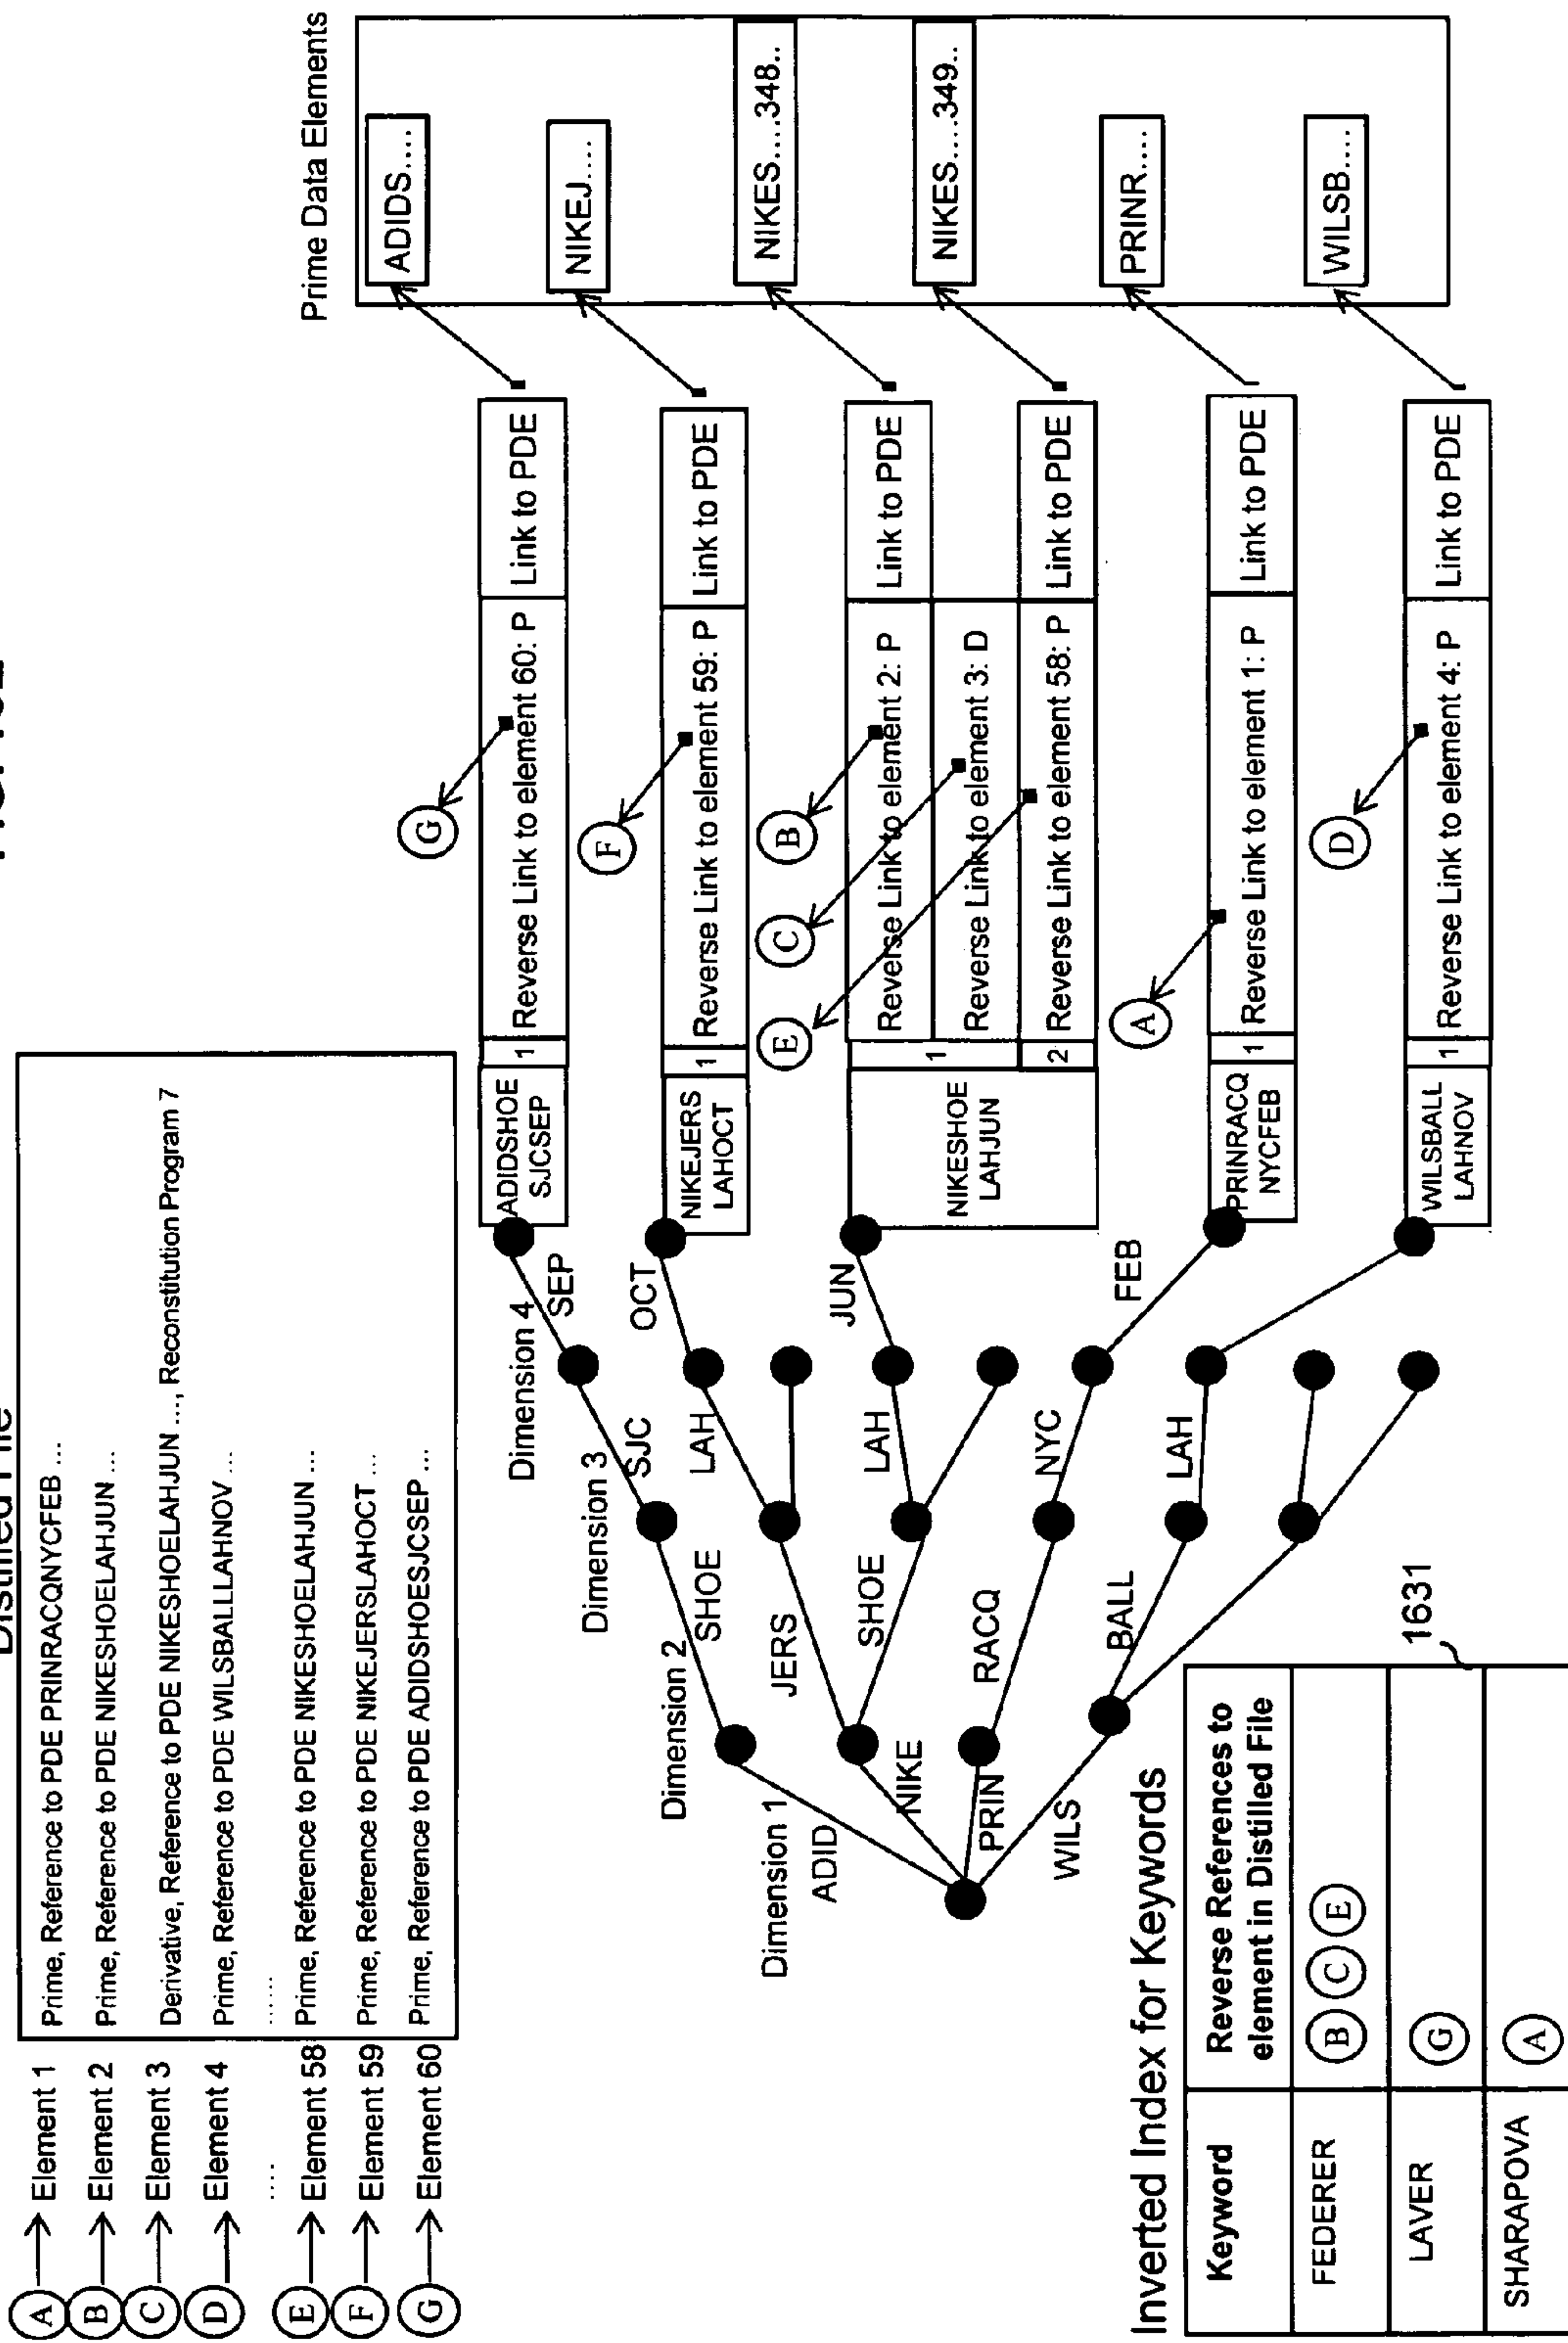 Distilled File
A Element 1 Prime, Reference to PDE PRINRACQNYCFEB ...
B Element 2 Prime, Reference to PDE NIKESHOELAHJUN ...
C Element 3 Derivative, Reference to PDE NIKESHOELAHJUN ..., Reconstitution Program 7
D Element 4 Prime, Reference to PDE WILSBALLLAHNOV ...
.... ......
E Element 58 Prime, Reference to PDE NIKESHOELAHJUN ...
F Element 59 Prime, Reference to PDE NIKEJERSLAHOCT ...
G Element 60 Prime, Reference to PDE ADIDSHOESJCSEP ...
Prime Data Elements
Dimension 1
Dimension 2
Dimension 3
Dimension 4
ADID
SHOE
SJC
SEP
ADIDSHOE
SJCSEP
1
Reverse Link to element 60: P
Link to PDE
G
ADIDS....
NIKE
JERS
LAH
OCT
NIKEJERS
LAHOCT
1
Reverse Link to element 59: P
Link to PDE
F
NIKEJ....
SHOE
LAH
JUN
NIKESHOE
LAHJUN
1
Reverse Link to element 2: P
Link to PDE
B
NIKES....348..
Reverse Link to element 3: D
C
2
Reverse Link to element 58: P
Link to PDE
E
NIKES....349..
PRIN
RACQ
NYC
FEB
PRINRACQ
NYCFEB
1
Reverse Link to element 1: P
Link to PDE
A
PRINR....
WILS
BALL
LAH
WILSBALL
LAHNOV
1
Reverse Link to element 4: P
Link to PDE
D
WILSB....
Inverted Index for Keywords
1631
Keyword
Reverse References to
element in Distilled File
FEDERER B C E
LAVER G
SHARAPOVA A